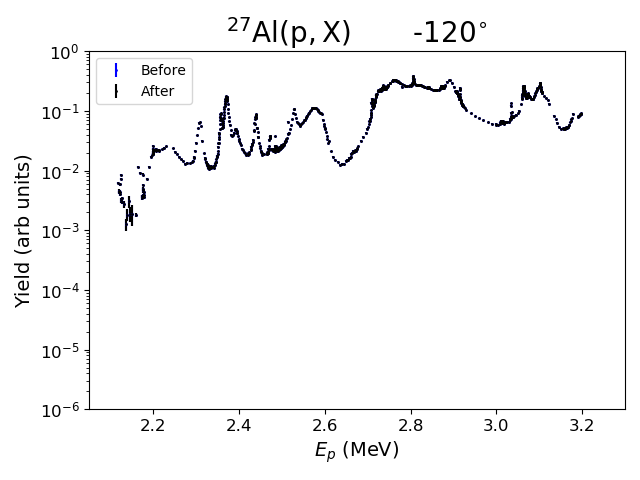 ²⁷Al(p, X) -120°
Before
After
Yield (arb units)
10⁰
10⁻¹
10⁻²
10⁻³
10⁻⁴
10⁻⁵
10⁻⁶
2.2 2.4 2.6 2.8 3.0 3.2
Eₚ (MeV)